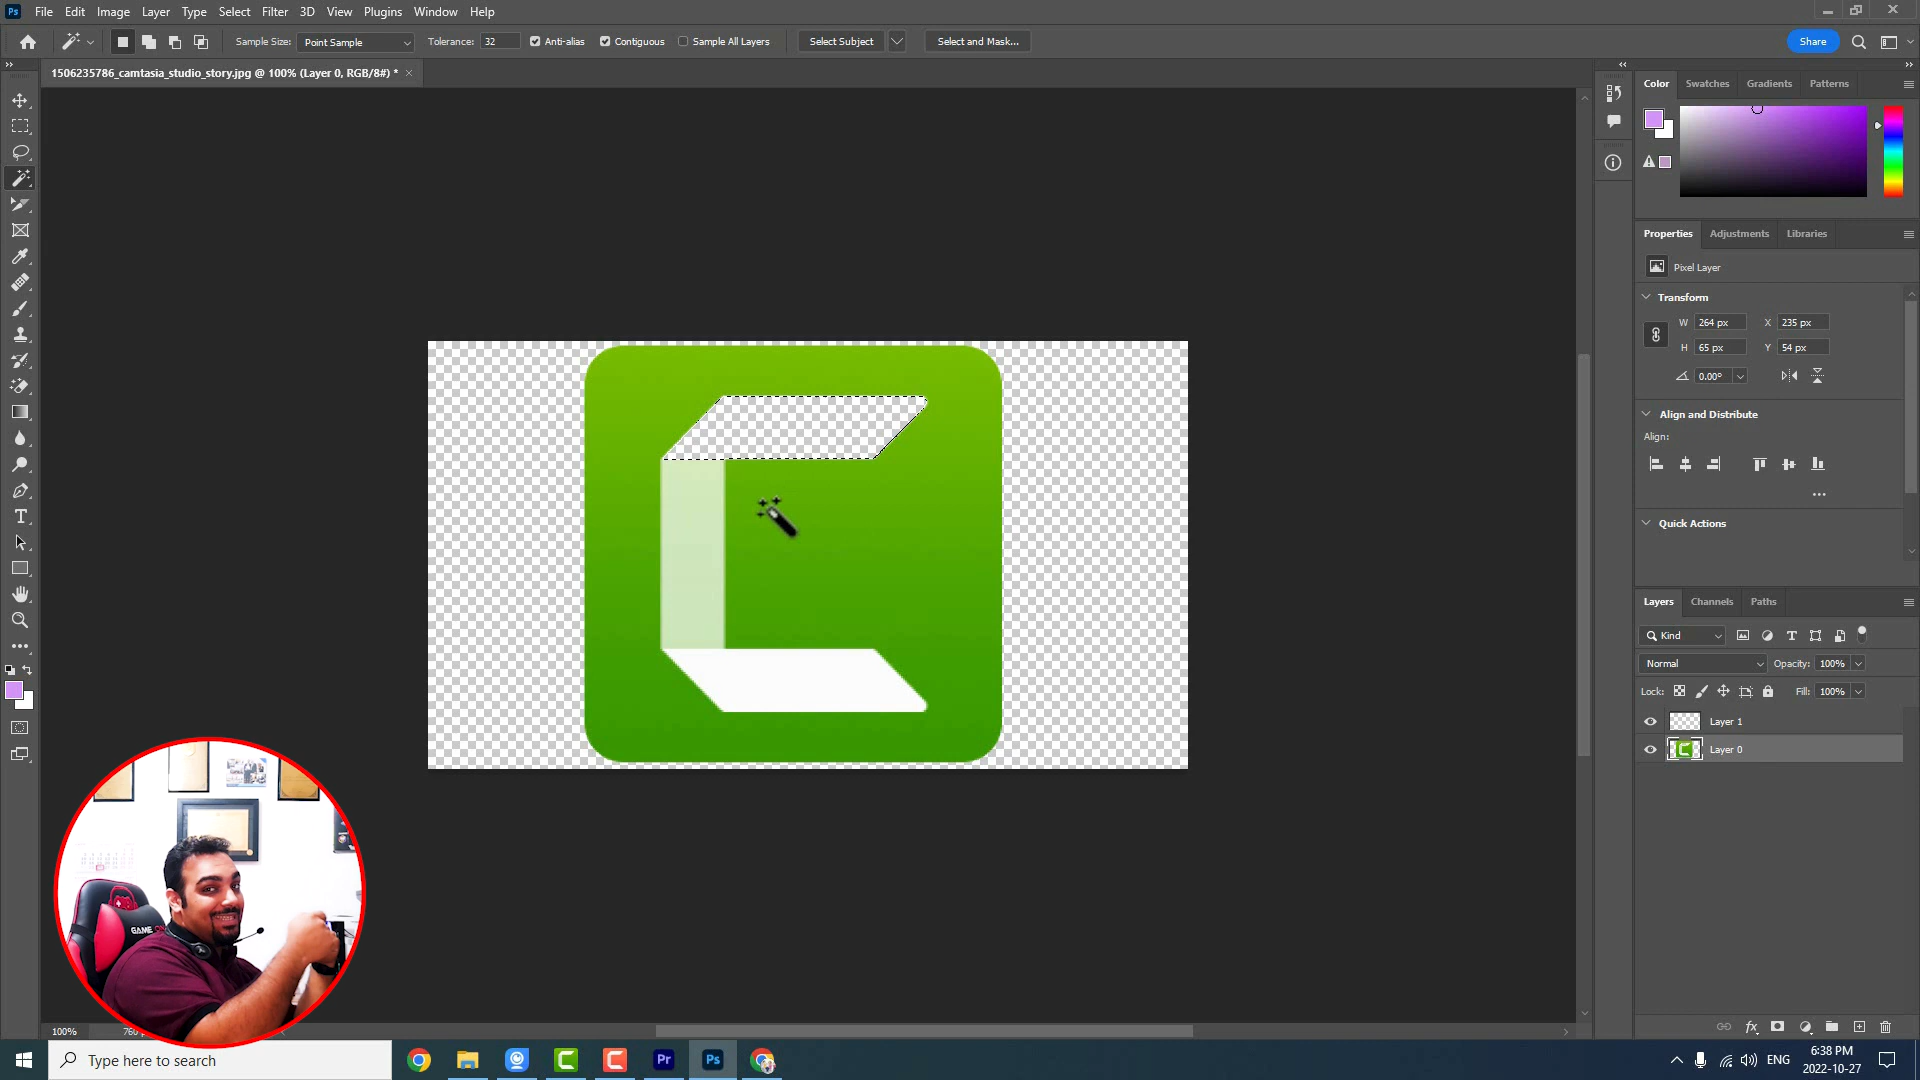 Ps File Edit Image Layer Type Select Filter 3D View Plugins Window Help
Sample Size: Point Sample Tolerance: 32 Anti-alias Contiguous Sample All Layers Select Subject Select and Mask... Share
1506235786_camtasia_studio_story.jpg @ 100% (Layer 0, RGB/8#) *
Color Swatches Gradients Patterns
Properties Adjustments Libraries
Pixel Layer
Transform
W 264 px X 235 px
H 65 px Y 54 px
0.00°
Align and Distribute
Align:
Quick Actions
Layers Channels Paths
Kind
Normal Opacity: 100%
Lock: Fill: 100%
Layer 1
Layer 0
GAME
100%
Type here to search
Pr Ps
ENG
6:38 PM
2022-10-27